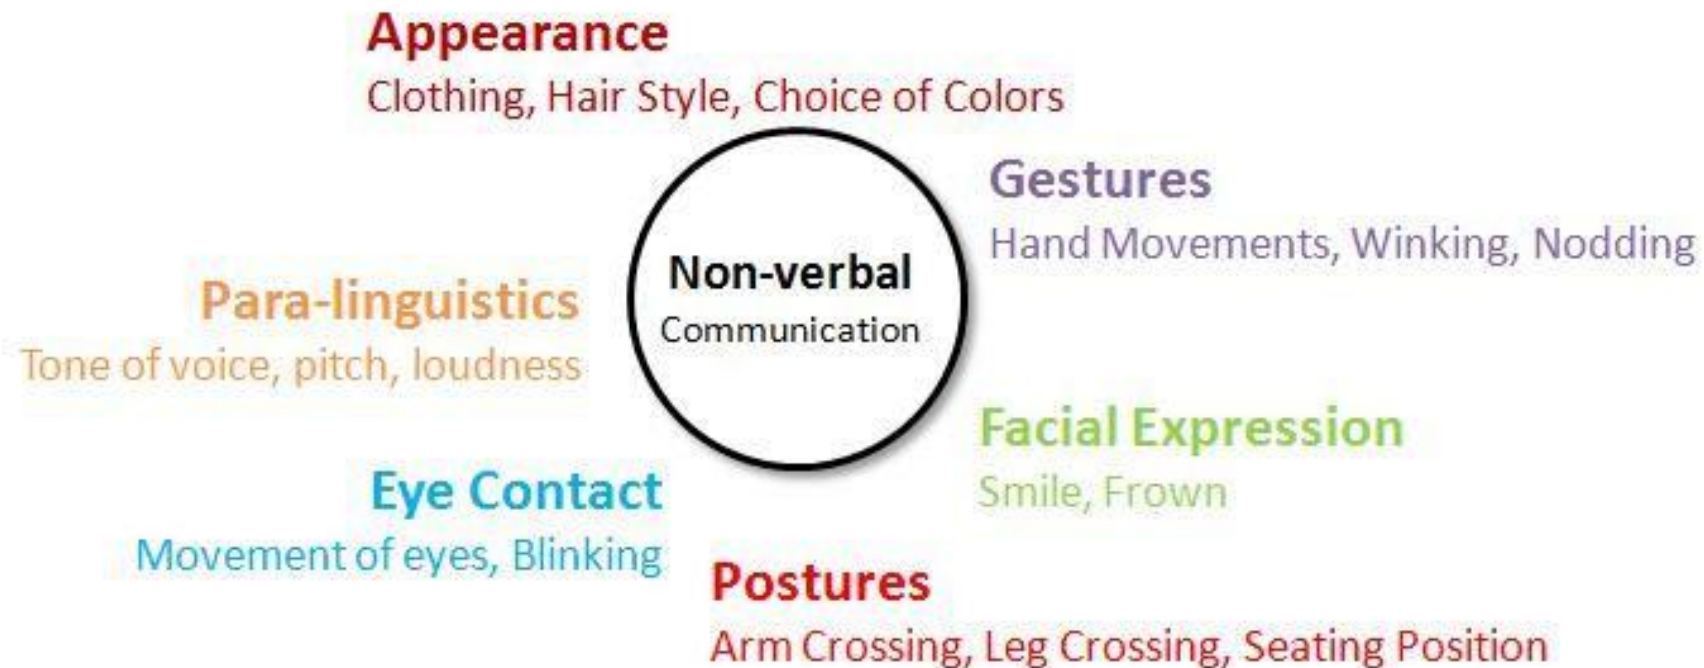 Appearance
Clothing, Hair Style, Choice of Colors
Gestures
Hand Movements, Winking, Nodding
Non-verbal
Communication
Para-linguistics
Tone of voice, pitch, loudness
Facial Expression
Smile, Frown
Eye Contact
Movement of eyes, Blinking
Postures
Arm Crossing, Leg Crossing, Seating Position